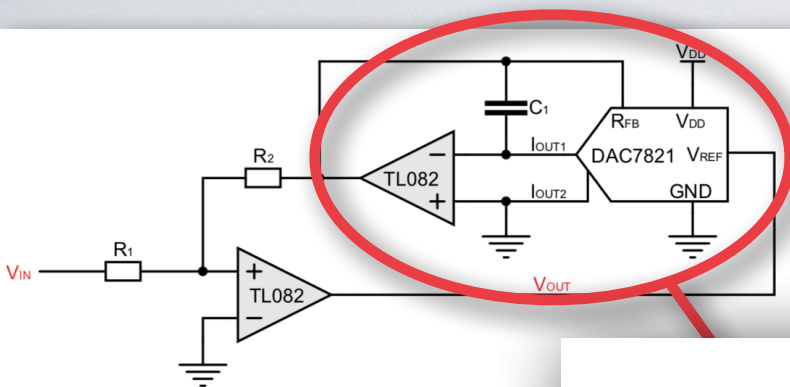 VDD
C1
RFB
VDD
IOUT1
DAC7821
VREF
R2
TL082
IOUT2
GND
R1
VIN
TL082
VOUT